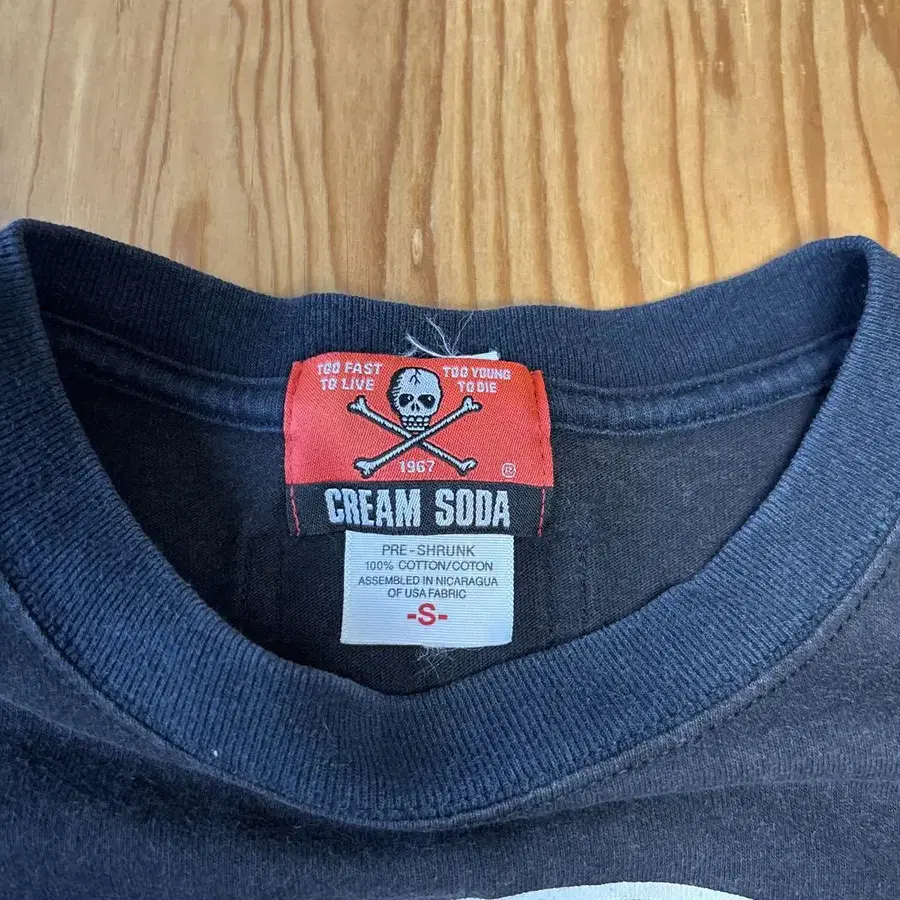 TOO FAST
TO LIVE
TOO YOUNG
TO DIE
1967
®
CREAM SODA
PRE-SHRUNK
100% COTTON/COTON
ASSEMBLED IN NICARAGUA
OF USA FABRIC
-S-